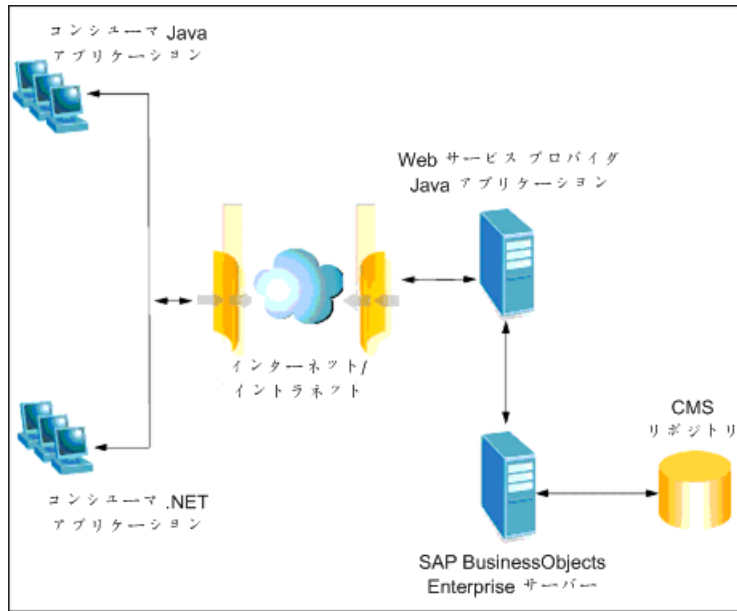 コンシューマ Java
アプリケーション
Web サービス プロバイダ
Java アプリケーション
インターネット/
イントラネット
CMS
リポジトリ
コンシューマ .NET
アプリケーション
SAP BusinessObjects
Enterprise サーバー